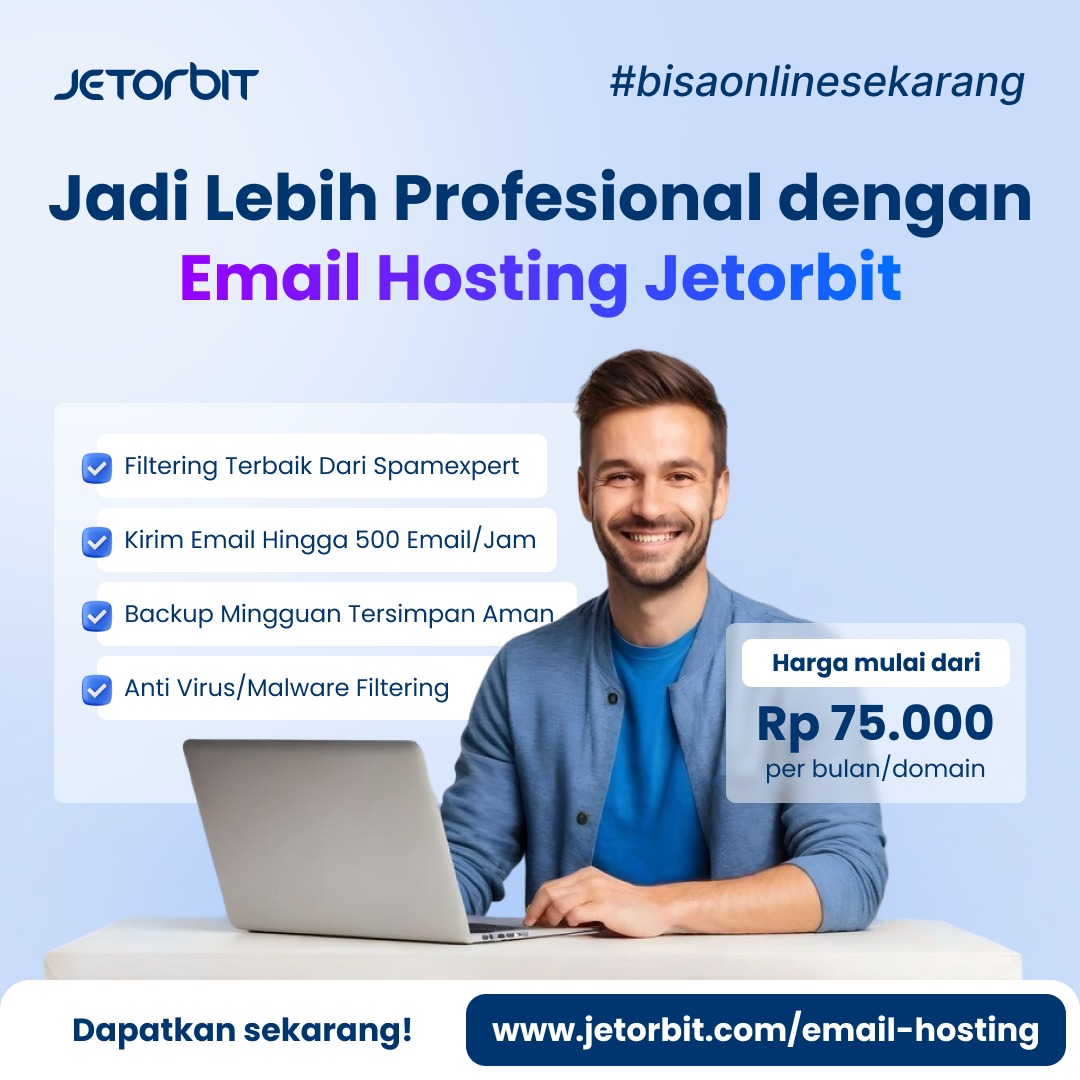 JETORBIT
#bisaonlinesekarang
Jadi Lebih Profesional dengan
Email Hosting Jetorbit
Filtering Terbaik Dari Spamexpert
Kirim Email Hingga 500 Email/Jam
Backup Mingguan Tersimpan Aman
Anti Virus/Malware Filtering
Harga mulai dari
Rp 75.000
per bulan/domain
Dapatkan sekarang!
www.jetorbit.com/email-hosting